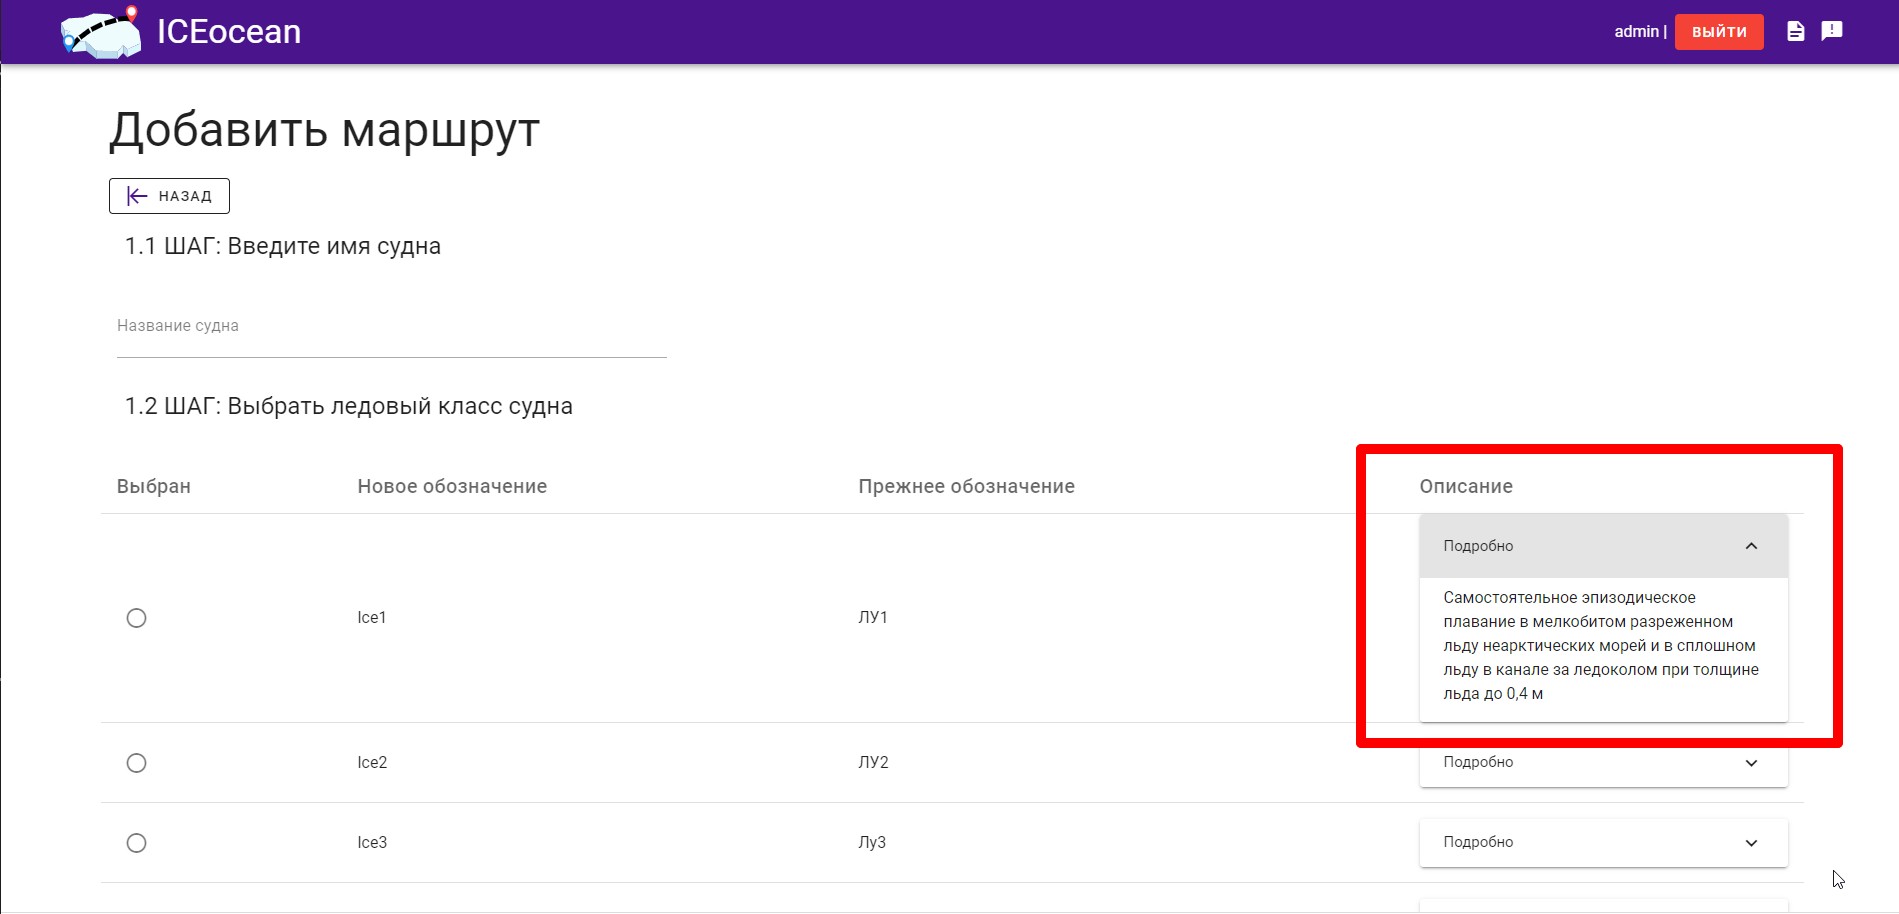 ICEocean
admin |
ВЫЙТИ
Добавить маршрут
НАЗАД
1.1 ШАГ: Введите имя судна
Название судна
1.2 ШАГ: Выбрать ледовый класс судна
Выбран
Новое обозначение
Прежнее обозначение
Описание
Подробно
Ice1
ЛУ1
Самостоятельное эпизодическое
плавание в мелкобитом разреженном
льду неарктических морей и в сплошном
льду в канале за ледоколом при толщине
льда до 0,4 м
Ice2
ЛУ2
Подробно
Ice3
Лу3
Подробно